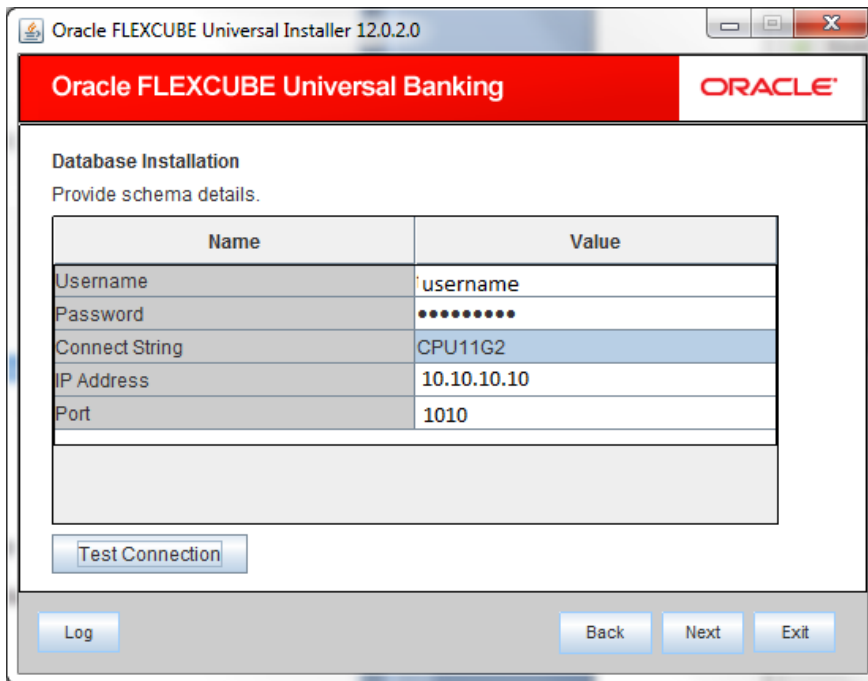 Oracle FLEXCUBE Universal Installer 12.0.2.0
Oracle FLEXCUBE Universal Banking
ORACLE
Database Installation
Provide schema details.
Name Value
Username username
Password •••••••••
Connect String CPU11G2
IP Address 10.10.10.10
Port 1010
Test Connection
Log Back Next Exit